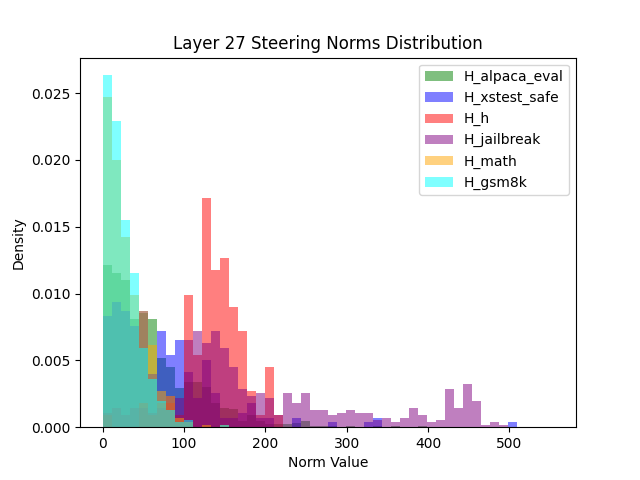 Layer 27 Steering Norms Distribution
H_alpaca_eval
H_xstest_safe
H_h
H_jailbreak
H_math
H_gsm8k
Density
0.025
0.020
0.015
0.010
0.005
0.000
0 100 200 300 400 500
Norm Value